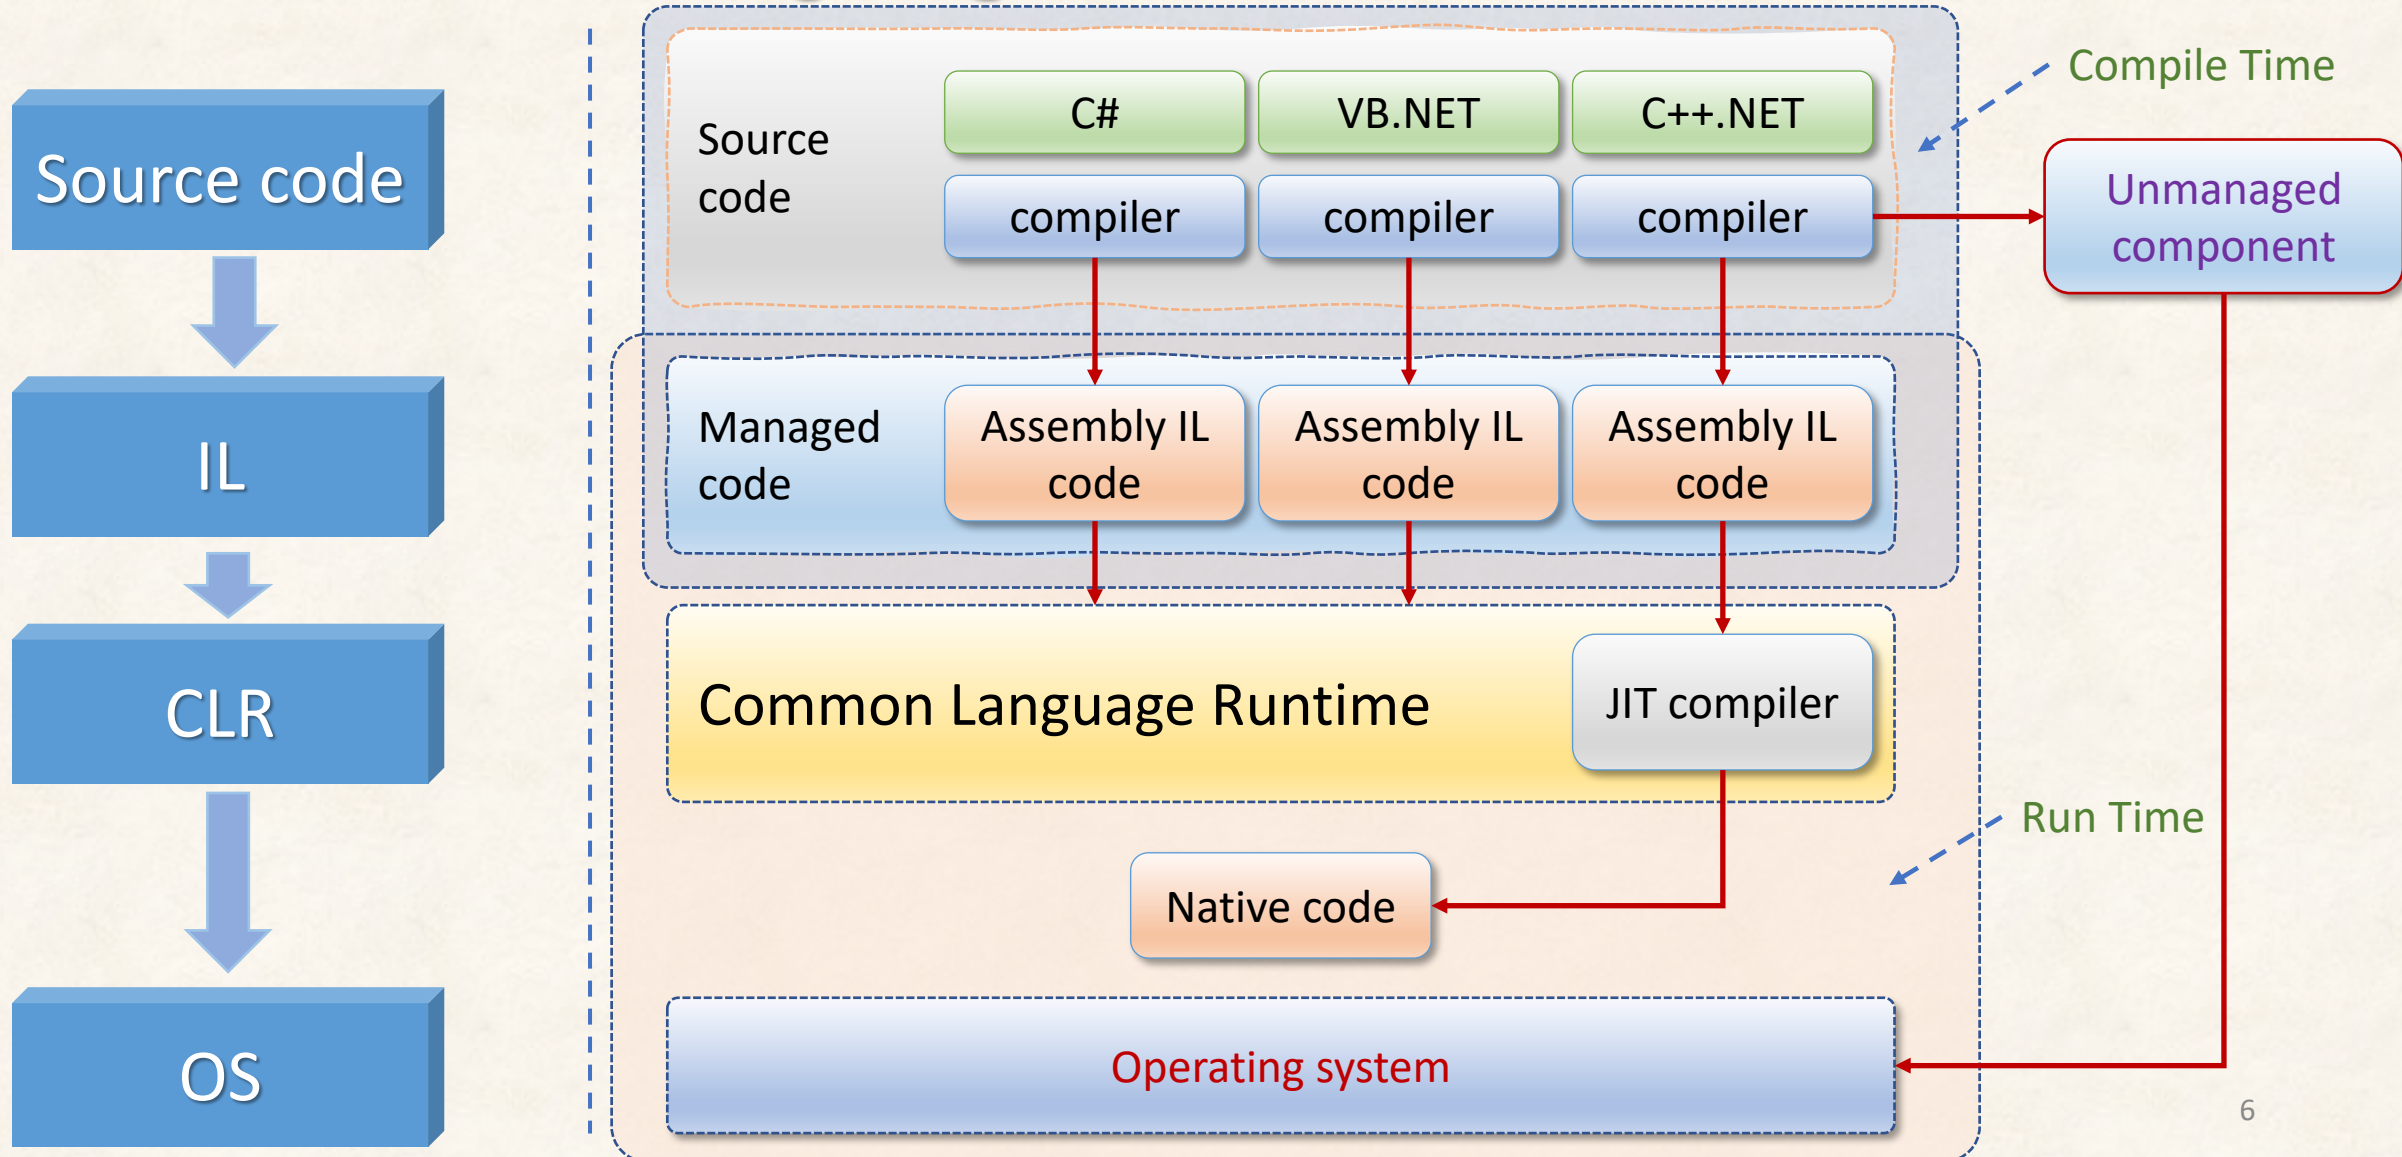 Source code
IL
CLR
OS
Source
code
C#
VB.NET
C++.NET
compiler
compiler
compiler
Compile Time
Unmanaged
component
Managed
code
Assembly IL
code
Assembly IL
code
Assembly IL
code
Common Language Runtime
JIT compiler
Run Time
Native code
Operating system
6